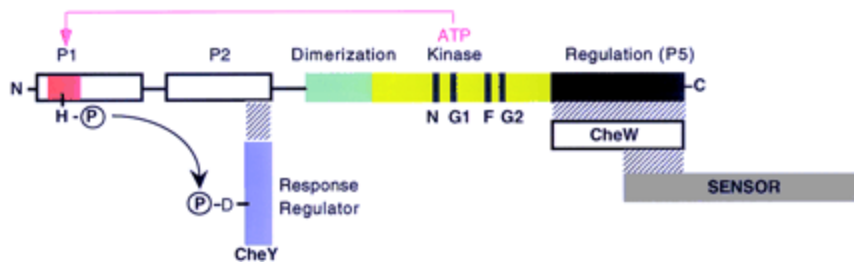 ATP
P1 P2 Dimerization Kinase Regulation (P5)
N C
H - P N G1 F G2
CheW
P -D- Response
Regulator
SENSOR
CheY